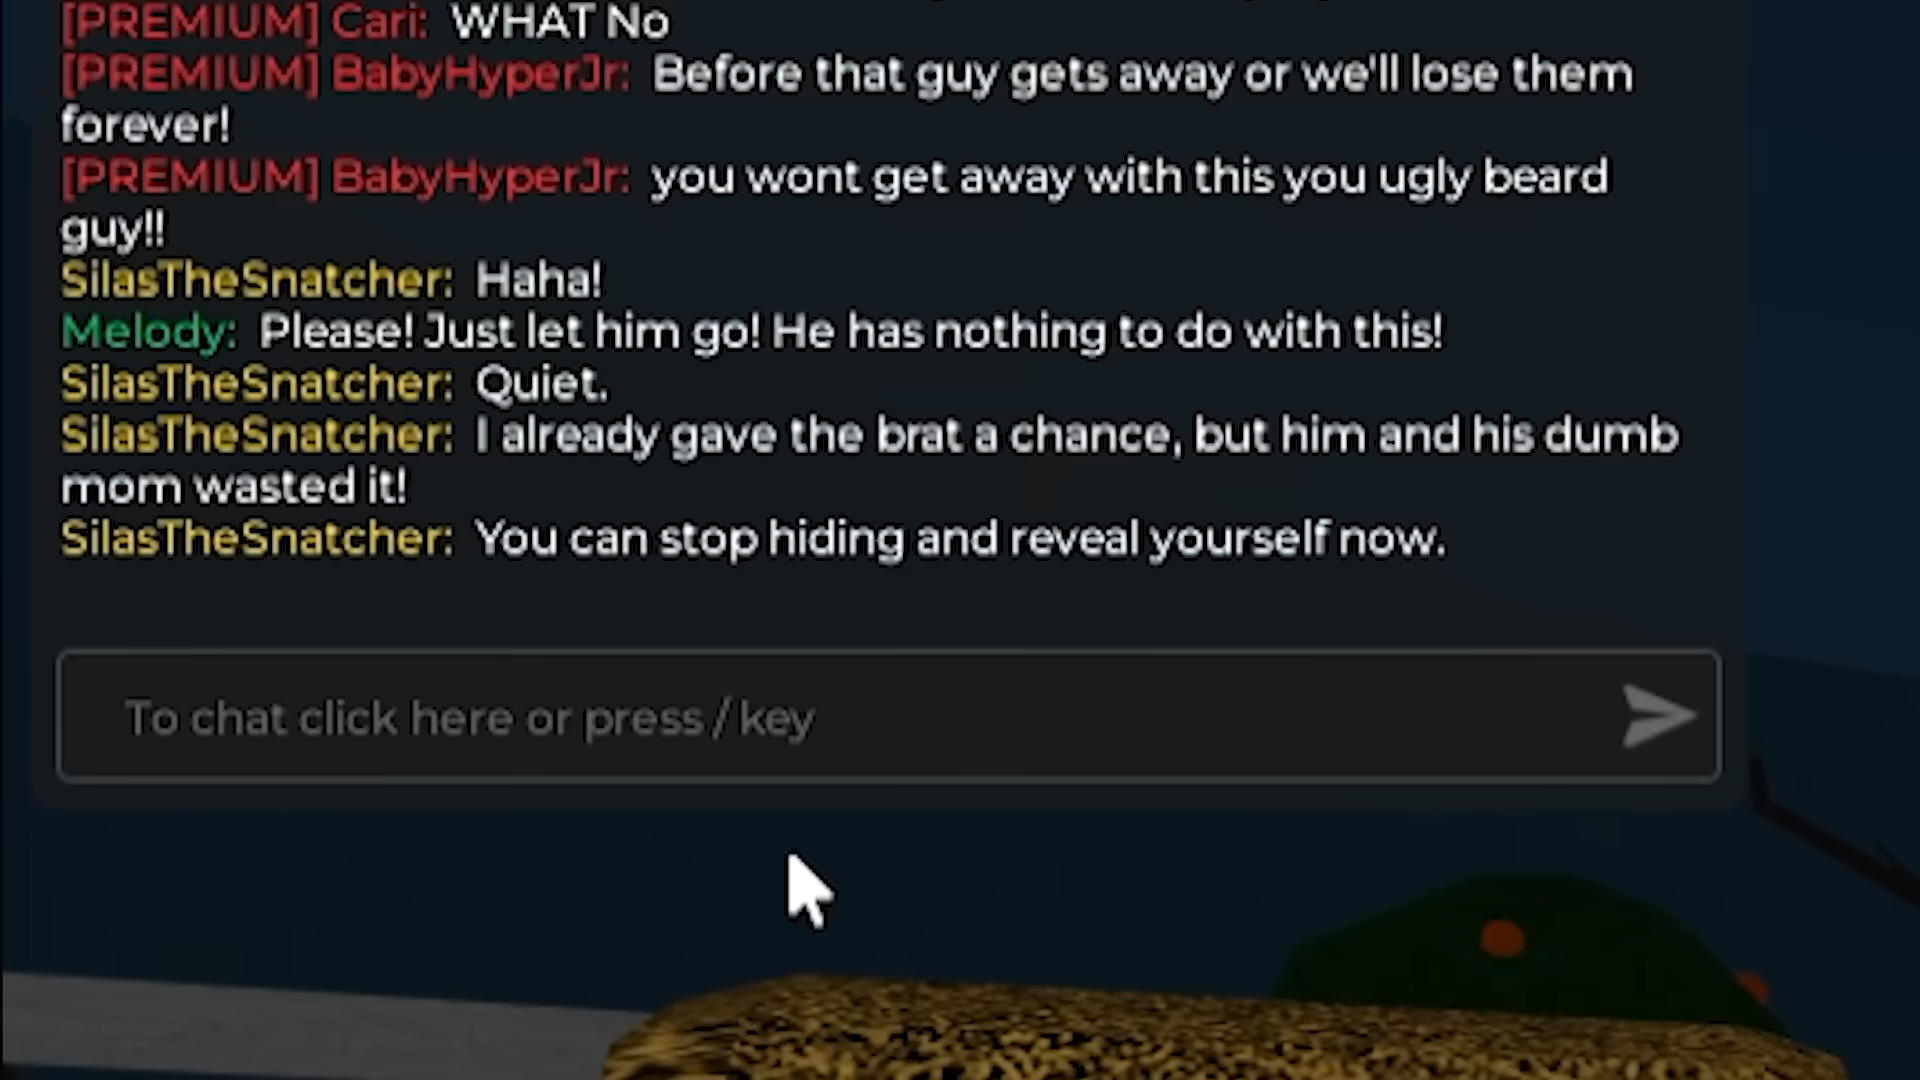 [PREMIUM] Cari: WHAT No
[PREMIUM] BabyHyperJr: Before that guy gets away or we'll lose them
forever!
[PREMIUM] BabyHyperJr: you wont get away with this you ugly beard
guy!!
SilasTheSnatcher: Haha!
Melody: Please! Just let him go! He has nothing to do with this!
SilasTheSnatcher: Quiet.
SilasTheSnatcher: I already gave the brat a chance, but him and his dumb
mom wasted it!
SilasTheSnatcher: You can stop hiding and reveal yourself now.
To chat click here or press / key